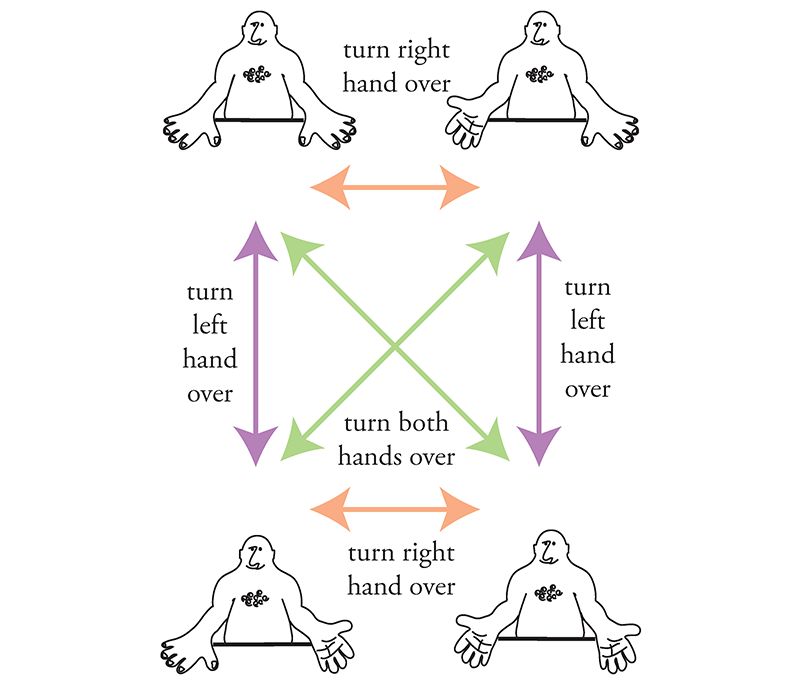 turn right
hand over
turn
left
hand
over
turn
left
hand
over
turn both
hands over
turn right
hand over